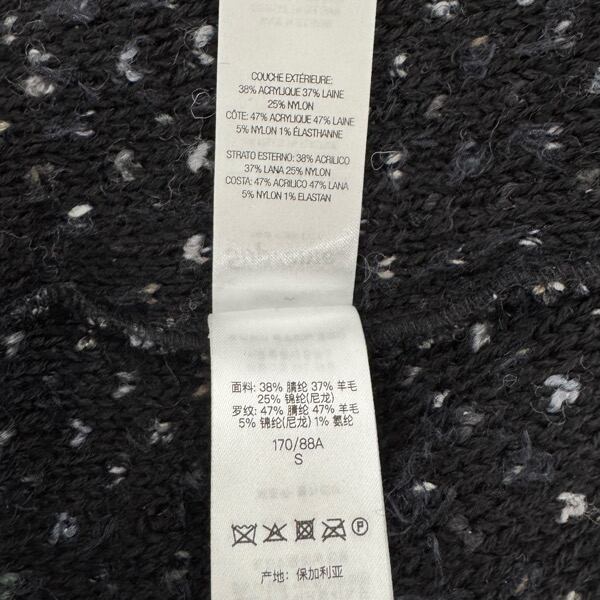 COUCHE EXTÉRIEURE:
38% ACRYLIQUE 37% LAINE
25% NYLON
CÔTE: 47% ACRYLIQUE 47% LAINE
5% NYLON 1% ÉLASTHANNE
STRATO ESTERNO: 38% ACRILICO
37% LANA 25% NYLON
COSTA: 47% ACRILICO 47% LANA
5% NYLON 1% ELASTAN
面料: 38% 腈纶 37% 羊毛
25% 锦纶(尼龙)
罗纹: 47% 腈纶 47% 羊毛
5% 锦纶(尼龙) 1% 氨纶
170/88A
S
P
产地: 保加利亚